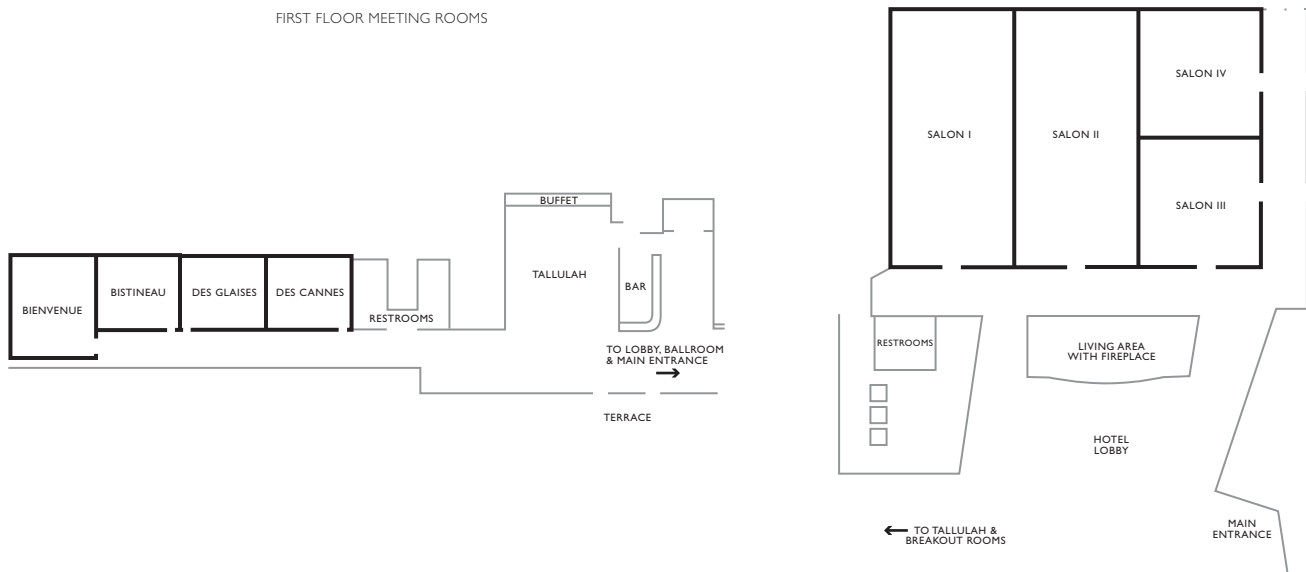 FIRST FLOOR MEETING ROOMS
BIENVENUE
BISTINEAU
DES GLAISES
DES CANNES
RESTROOMS
BUFFET
TALLULAH
BAR
TO LOBBY, BALLROOM
& MAIN ENTRANCE
TERRACE
SALON I
SALON II
SALON IV
SALON III
RESTROOMS
LIVING AREA
WITH FIREPLACE
HOTEL
LOBBY
MAIN
ENTRANCE
TO TALLULAH &
BREAKOUT ROOMS